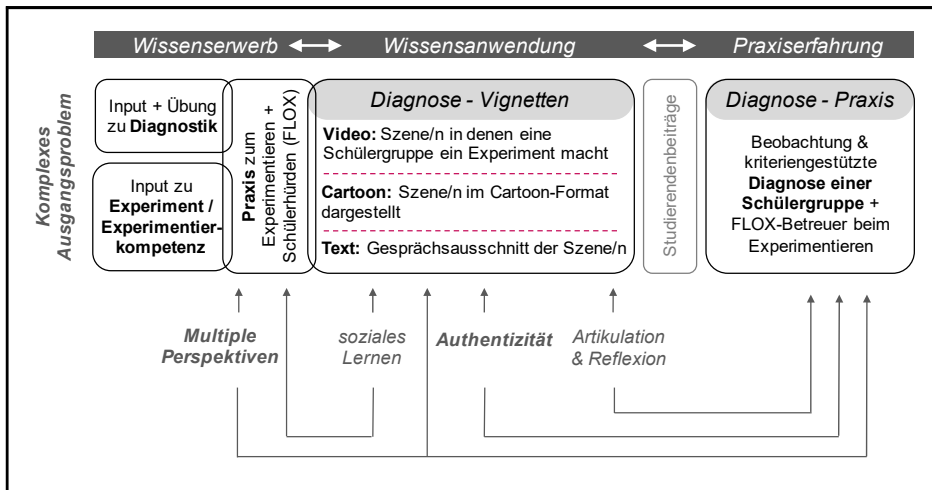 Wissenserwerb
Wissensanwendung
Praxiserfahrung
Komplexes
Ausgangsproblem
Input + Übung
zu Diagnostik
Input zu
Experiment /
Experimentier-
kompetenz
Praxis zum
Experimentieren +
Schülerhürden (FLOX)
Diagnose - Vignetten
Video: Szene/n in denen eine
Schülergruppe ein Experiment macht
Cartoon: Szene/n im Cartoon-Format
dargestellt
Text: Gesprächsausschnitt der Szene/n
Studierendenbeiträge
Diagnose - Praxis
Beobachtung &
kriteriengestützte
Diagnose einer
Schülergruppe +
FLOX-Betreuer beim
Experimentieren
Multiple
Perspektiven
soziales
Lernen
Authentizität
Artikulation
& Reflexion